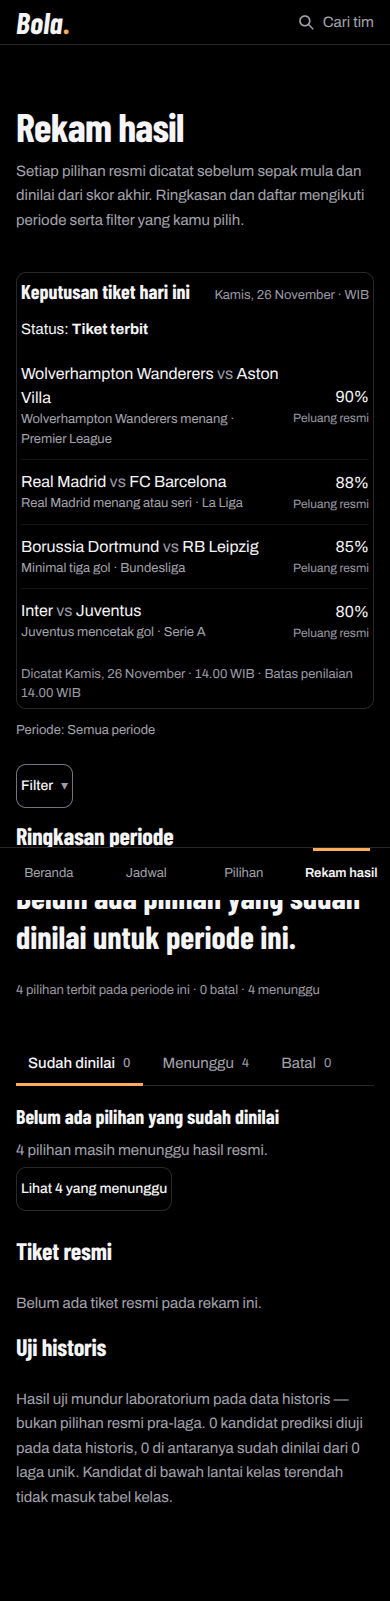 Bola.
Cari tim
Rekam hasil
Setiap pilihan resmi dicatat sebelum sepak mula dan
dinilai dari skor akhir. Ringkasan dan daftar mengikuti
periode serta filter yang kamu pilih.
Keputusan tiket hari ini
Kamis, 26 November · WIB
Status: Tiket terbit
Wolverhampton Wanderers vs Aston
Villa
90%
Wolverhampton Wanderers menang ·
Premier League
Peluang resmi
Real Madrid vs FC Barcelona
88%
Real Madrid menang atau seri · La Liga
Peluang resmi
Borussia Dortmund vs RB Leipzig
85%
Minimal tiga gol · Bundesliga
Peluang resmi
Inter vs Juventus
80%
Juventus mencetak gol · Serie A
Peluang resmi
Dicatat Kamis, 26 November · 14.00 WIB · Batas penilaian
14.00 WIB
Periode: Semua periode
Filter ▾
Ringkasan periode
Beranda
Jadwal
Pilihan
Rekam hasil
Belum ada pilihan yang sudah
dinilai untuk periode ini.
4 pilihan terbit pada periode ini · 0 batal · 4 menunggu
Sudah dinilai 0
Menunggu 4
Batal 0
Belum ada pilihan yang sudah dinilai
4 pilihan masih menunggu hasil resmi.
Lihat 4 yang menunggu
Tiket resmi
Belum ada tiket resmi pada rekam ini.
Uji historis
Hasil uji mundur laboratorium pada data historis —
bukan pilihan resmi pra-laga. 0 kandidat prediksi diuji
pada data historis, 0 di antaranya sudah dinilai dari 0
laga unik. Kandidat di bawah lantai kelas terendah
tidak masuk tabel kelas.